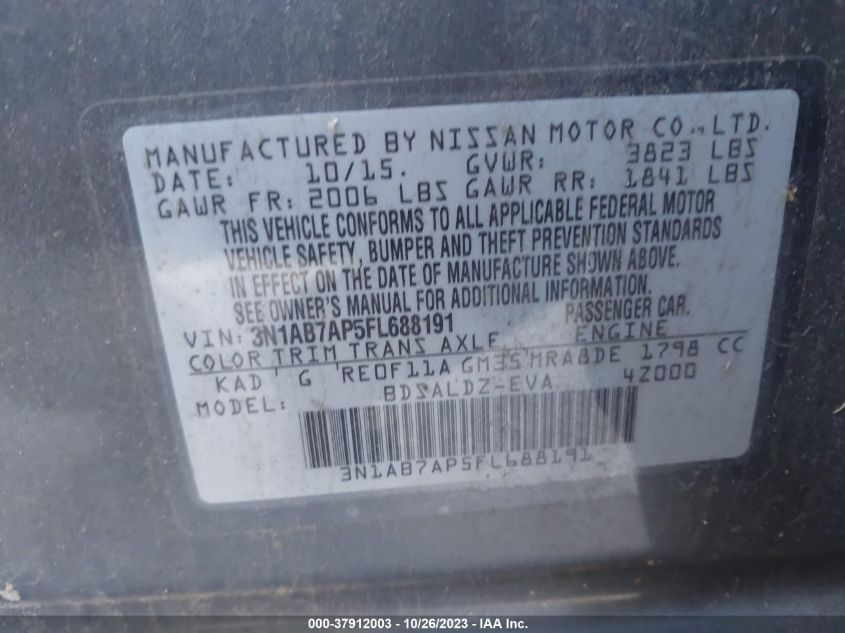 MANUFACTURED BY NISSAN MOTOR CO., LTD.
DATE: 10/15. GVWR: 3823 LBS
GAWR FR: 2006 LBS GAWR RR: 1841 LBS
THIS VEHICLE CONFORMS TO ALL APPLICABLE FEDERAL MOTOR
VEHICLE SAFETY, BUMPER AND THEFT PREVENTION STANDARDS
IN EFFECT ON THE DATE OF MANUFACTURE SHOWN ABOVE.
SEE OWNER'S MANUAL FOR ADDITIONAL INFORMATION.
VIN: 3N1AB7AP5FL688191 PASSENGER CAR.
COLOR TRIM TRANS AXLE ENGINE
KAD ' G 'RE0F11A GM35'MRA8DE 1798 CC
MODEL: BDSALDZ-EVA 4Z000
3N1AB7AP5FL688191
000-37912003 - 10/26/2023 - IAA Inc.